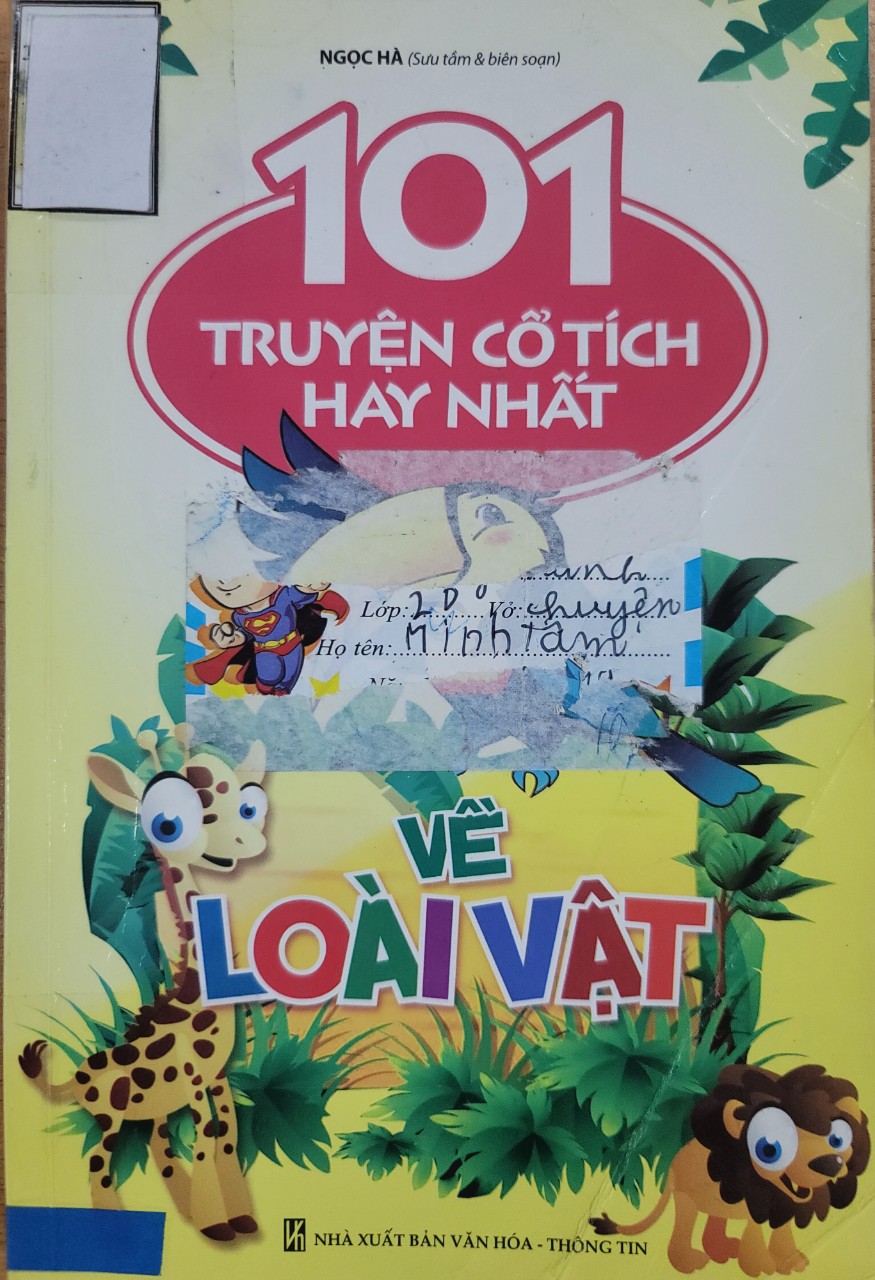 NGỌC HÀ (Sưu tầm & biên soạn)
101
TRUYỆN CỔ TÍCH
HAY NHẤT
Lớp: 2D Vở: chuyện
Họ tên: Minh Tâm
VỀ
LOÀI VẬT
NHÀ XUẤT BẢN VĂN HÓA - THÔNG TIN